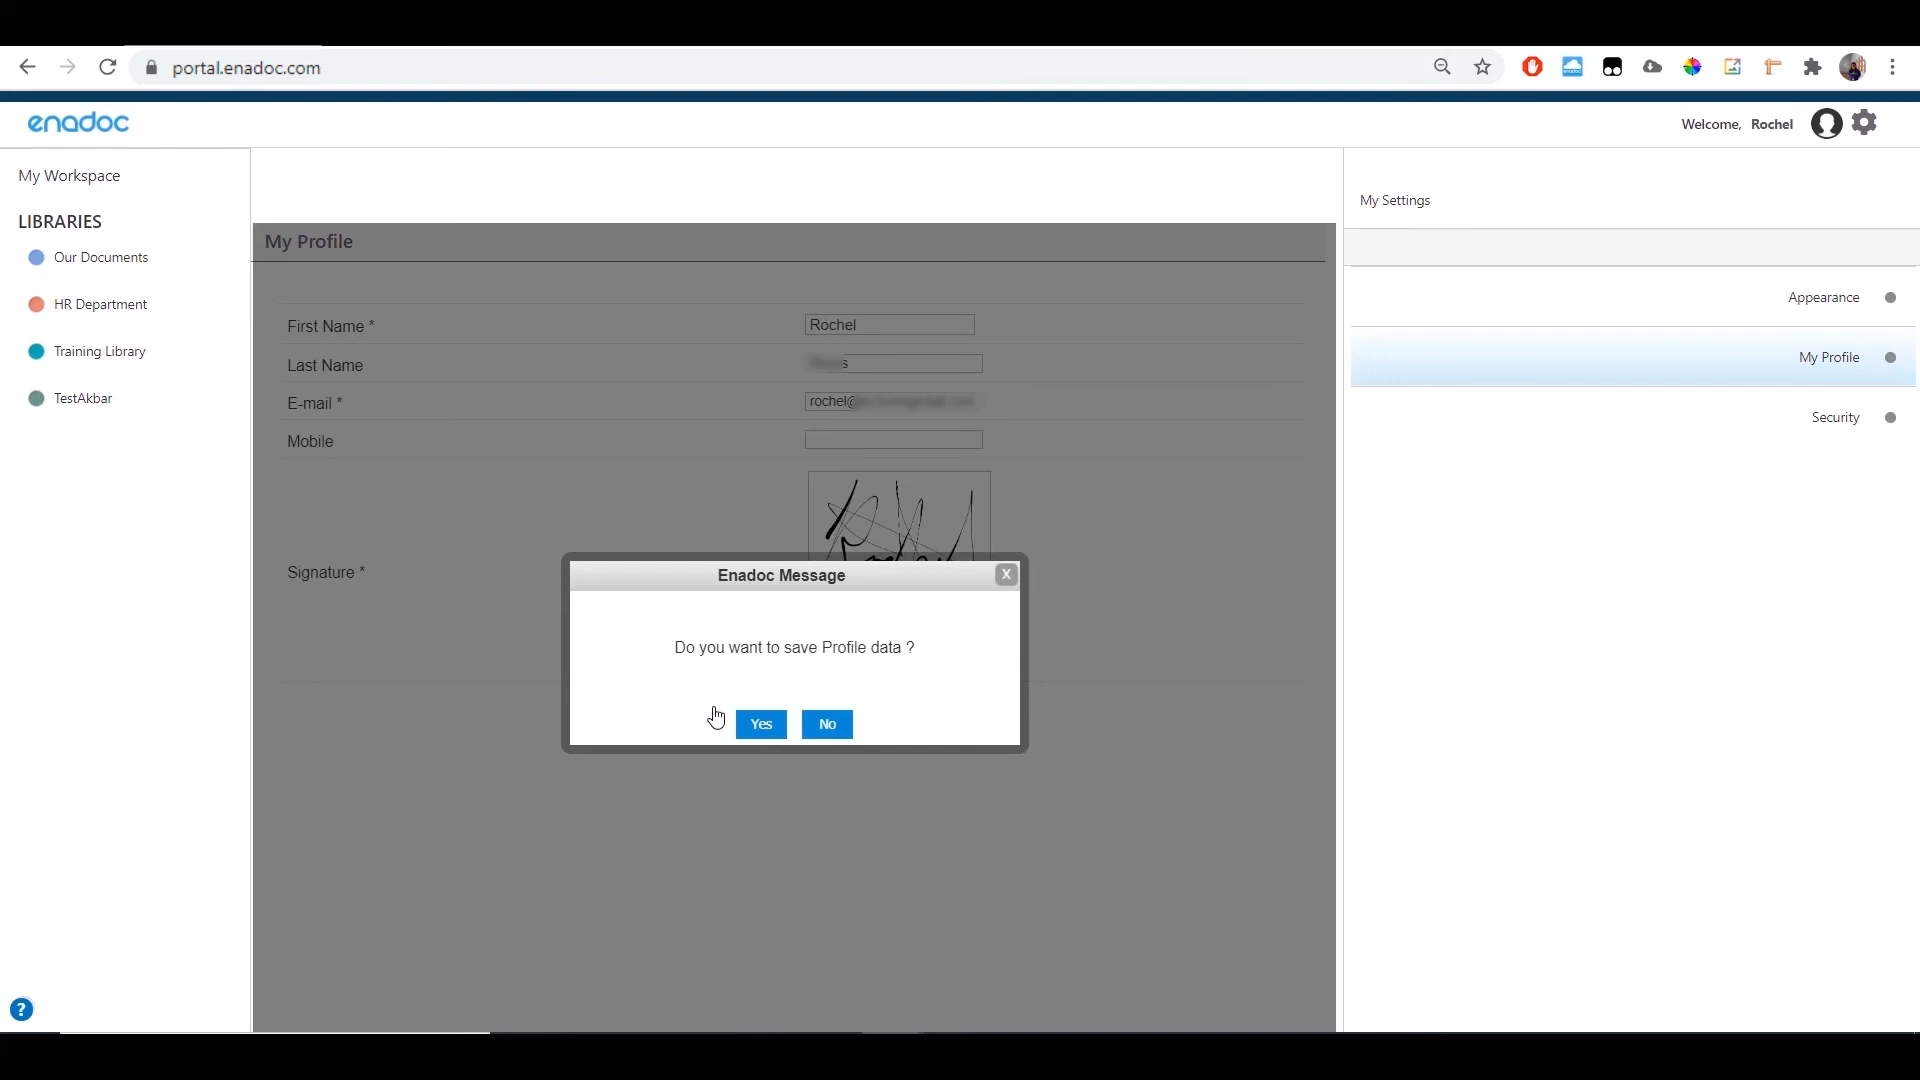 portal.enadoc.com
enadoc
Welcome, Rochel
My Workspace
LIBRARIES
Our Documents
HR Department
Training Library
TestAkbar
?
My Profile
First Name *
Rochel
Last Name
s
E-mail *
rochel@
Mobile
Signature *
Enadoc Message
X
Do you want to save Profile data ?
Yes
No
My Settings
Appearance
My Profile
Security